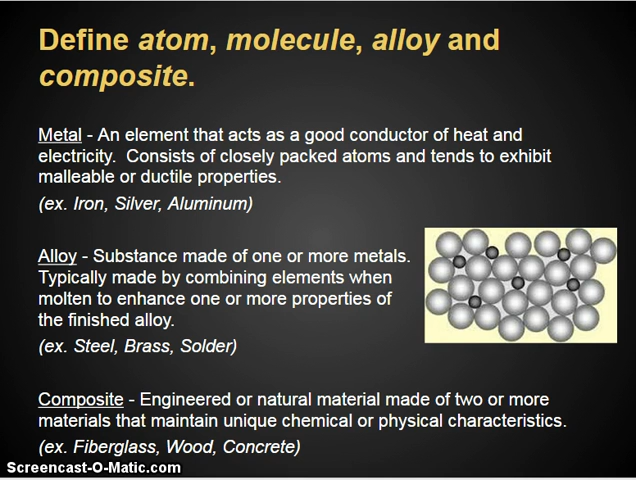 Define atom, molecule, alloy and
composite.
Metal - An element that acts as a good conductor of heat and
electricity. Consists of closely packed atoms and tends to exhibit
malleable or ductile properties.
(ex. Iron, Silver, Aluminum)
Alloy - Substance made of one or more metals.
Typically made by combining elements when
molten to enhance one or more properties of
the finished alloy.
(ex. Steel, Brass, Solder)
Composite - Engineered or natural material made of two or more
materials that maintain unique chemical or physical characteristics.
(ex. Fiberglass, Wood, Concrete)
Screencast-O-Matic.com